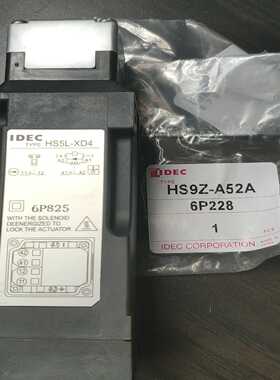 IDEC
TYPE HS5L-XD4
6P825
WITH THE SOLENOID
DEENERGIZED TO
LOCK THE ACTUATOR
IDEC
TYPE
HS9Z-A52A
6P228
1
IDEC CORPORATION